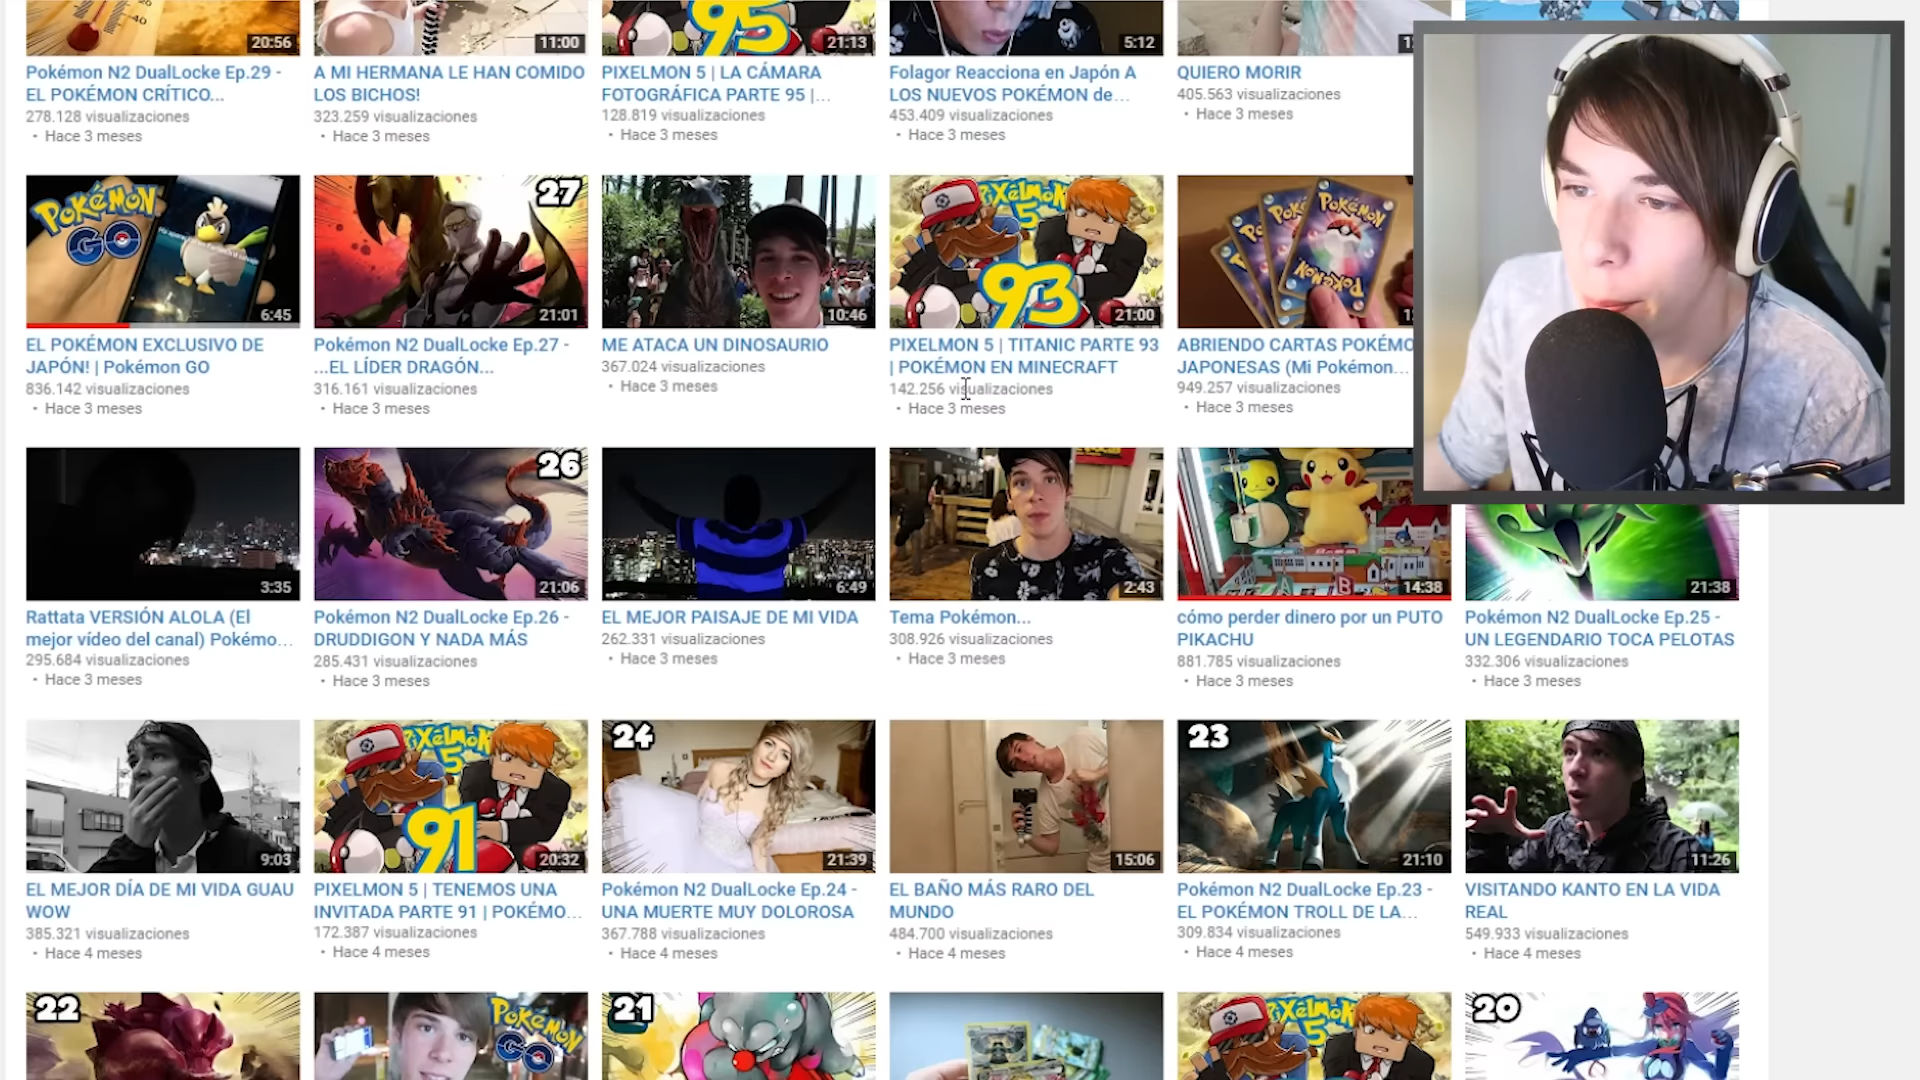 40
20
20:56
11:00
95
21:13
5:12
Pokémon N2 DualLocke Ep.29 -
EL POKÉMON CRÍTICO...
278.128 visualizaciones
• Hace 3 meses
A MI HERMANA LE HAN COMIDO
LOS BICHOS!
323.259 visualizaciones
• Hace 3 meses
PIXELMON 5 | LA CÁMARA
FOTOGRÁFICA PARTE 95 |...
128.819 visualizaciones
• Hace 3 meses
Folagor Reacciona en Japón A
LOS NUEVOS POKÉMON de...
453.409 visualizaciones
• Hace 3 meses
QUIERO MORIR
405.563 visualizaciones
• Hace 3 meses
POKéMON
GO
6:45
27
21:01
10:46
PiXéLMóN
5
93
21:00
POKéMON
EL POKÉMON EXCLUSIVO DE
JAPÓN! | Pokémon GO
836.142 visualizaciones
• Hace 3 meses
Pokémon N2 DualLocke Ep.27 -
...EL LÍDER DRAGÓN...
316.161 visualizaciones
• Hace 3 meses
ME ATACA UN DINOSAURIO
367.024 visualizaciones
• Hace 3 meses
PIXELMON 5 | TITANIC PARTE 93
| POKÉMON EN MINECRAFT
142.256 visualizaciones
• Hace 3 meses
ABRIENDO CARTAS POKÉMO
JAPONESAS (Mi Pokémon...
949.257 visualizaciones
• Hace 3 meses
3:35
26
21:06
6:49
2:43
A
B
14:38
21:38
Rattata VERSIÓN ALOLA (El
mejor vídeo del canal) Pokémo...
295.684 visualizaciones
• Hace 3 meses
Pokémon N2 DualLocke Ep.26 -
DRUDDIGON Y NADA MÁS
285.431 visualizaciones
• Hace 3 meses
EL MEJOR PAISAJE DE MI VIDA
262.331 visualizaciones
• Hace 3 meses
Tema Pokémon...
308.926 visualizaciones
• Hace 3 meses
cómo perder dinero por un PUTO
PIKACHU
881.785 visualizaciones
• Hace 3 meses
Pokémon N2 DualLocke Ep.25 -
UN LEGENDARIO TOCA PELOTAS
332.306 visualizaciones
• Hace 3 meses
9:03
PiXéLMóN
5
91
20:32
24
21:39
15:06
23
21:10
11:26
EL MEJOR DÍA DE MI VIDA GUAU
WOW
385.321 visualizaciones
• Hace 4 meses
PIXELMON 5 | TENEMOS UNA
INVITADA PARTE 91 | POKÉMO...
172.387 visualizaciones
• Hace 4 meses
Pokémon N2 DualLocke Ep.24 -
UNA MUERTE MUY DOLOROSA
367.788 visualizaciones
• Hace 4 meses
EL BAÑO MÁS RARO DEL
MUNDO
484.700 visualizaciones
• Hace 4 meses
Pokémon N2 DualLocke Ep.23 -
EL POKÉMON TROLL DE LA...
309.834 visualizaciones
• Hace 4 meses
VISITANDO KANTO EN LA VIDA
REAL
549.933 visualizaciones
• Hace 4 meses
22
POKéMON
GO
21
PiXéLMóN
5
20